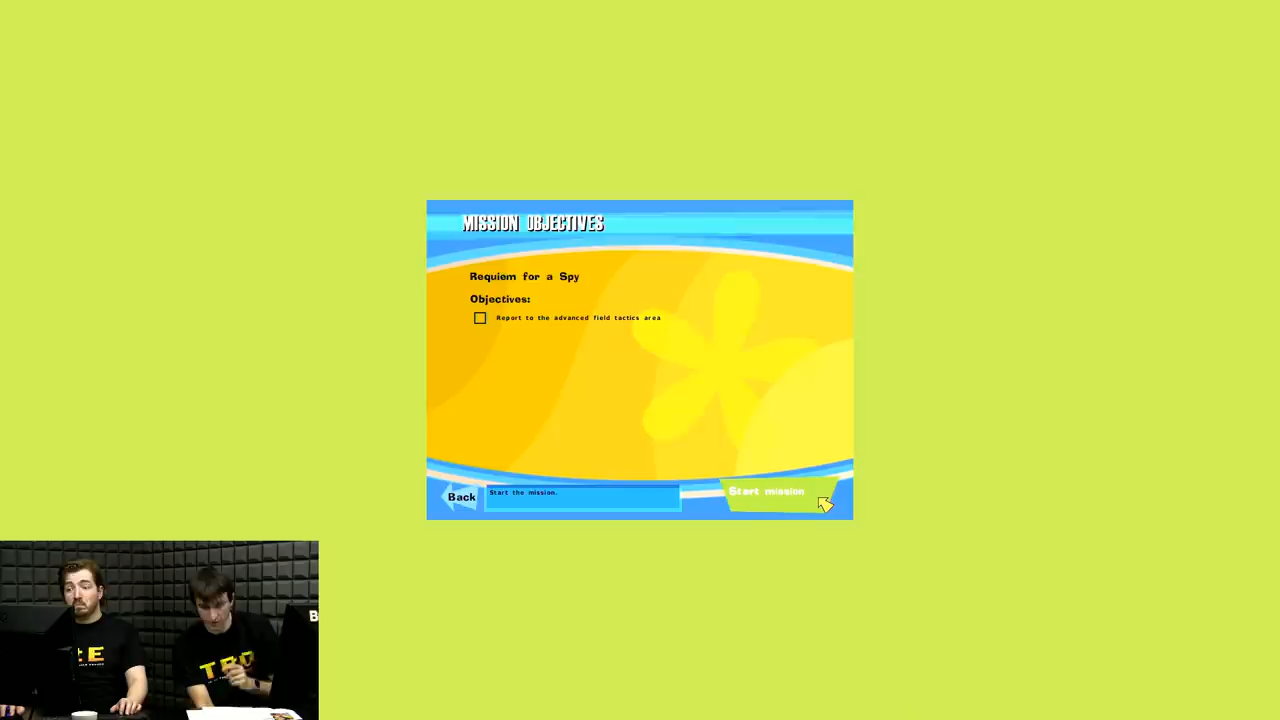 MISSION OBJECTIVES
Requiem for a Spy
Objectives:
Report to the advanced field tactics area
Back
Start the mission.
Start mission